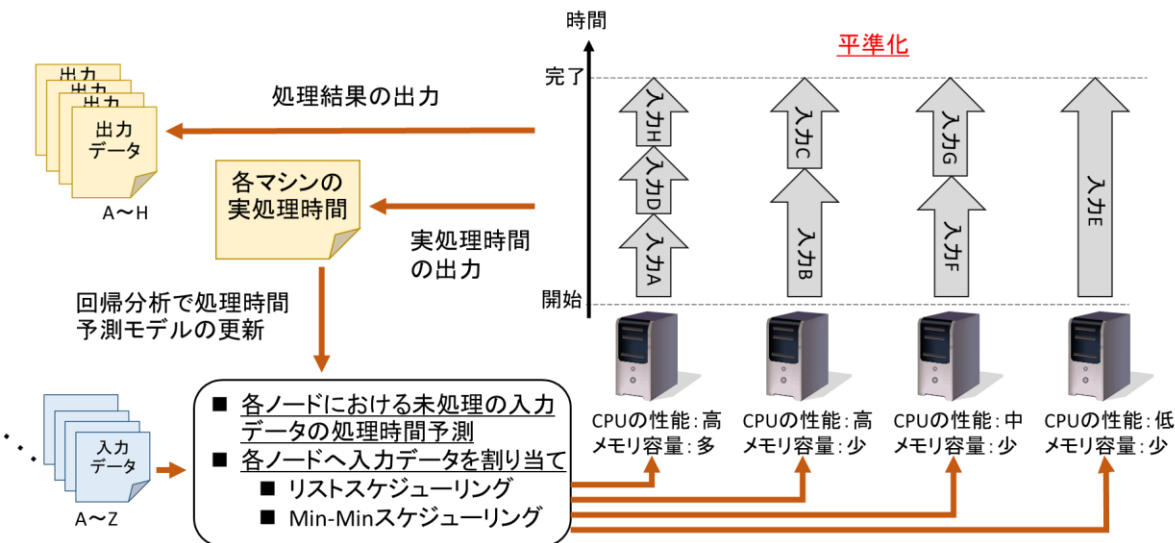 時間
平準化
完了
開始
入力H
入力D
入力A
入力C
入力B
入力G
入力F
入力E
処理結果の出力
出力
出力
出力
出力
データ
A～H
各マシンの
実処理時間
実処理時間
の出力
回帰分析で処理時間
予測モデルの更新
CPUの性能：高
メモリ容量：多
CPUの性能：高
メモリ容量：少
CPUの性能：中
メモリ容量：少
CPUの性能：低
メモリ容量：少
入力
データ
A～Z
■ 各ノードにおける未処理の入力
データの処理時間予測
■ 各ノードへ入力データを割り当て
■ リストスケジューリング
■ Min-Minスケジューリング